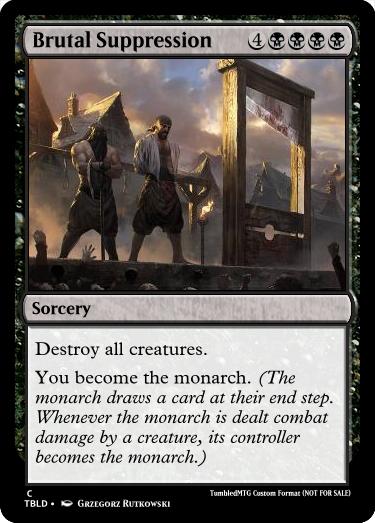 Brutal Suppression 4
Sorcery
Destroy all creatures.
You become the monarch. (The
monarch draws a card at their end step.
Whenever the monarch is dealt combat
damage by a creature, its controller
becomes the monarch.)
C
TBLD • GRZEGORZ RUTKOWSKI
TumbledMTG Custom Format (NOT FOR SALE)